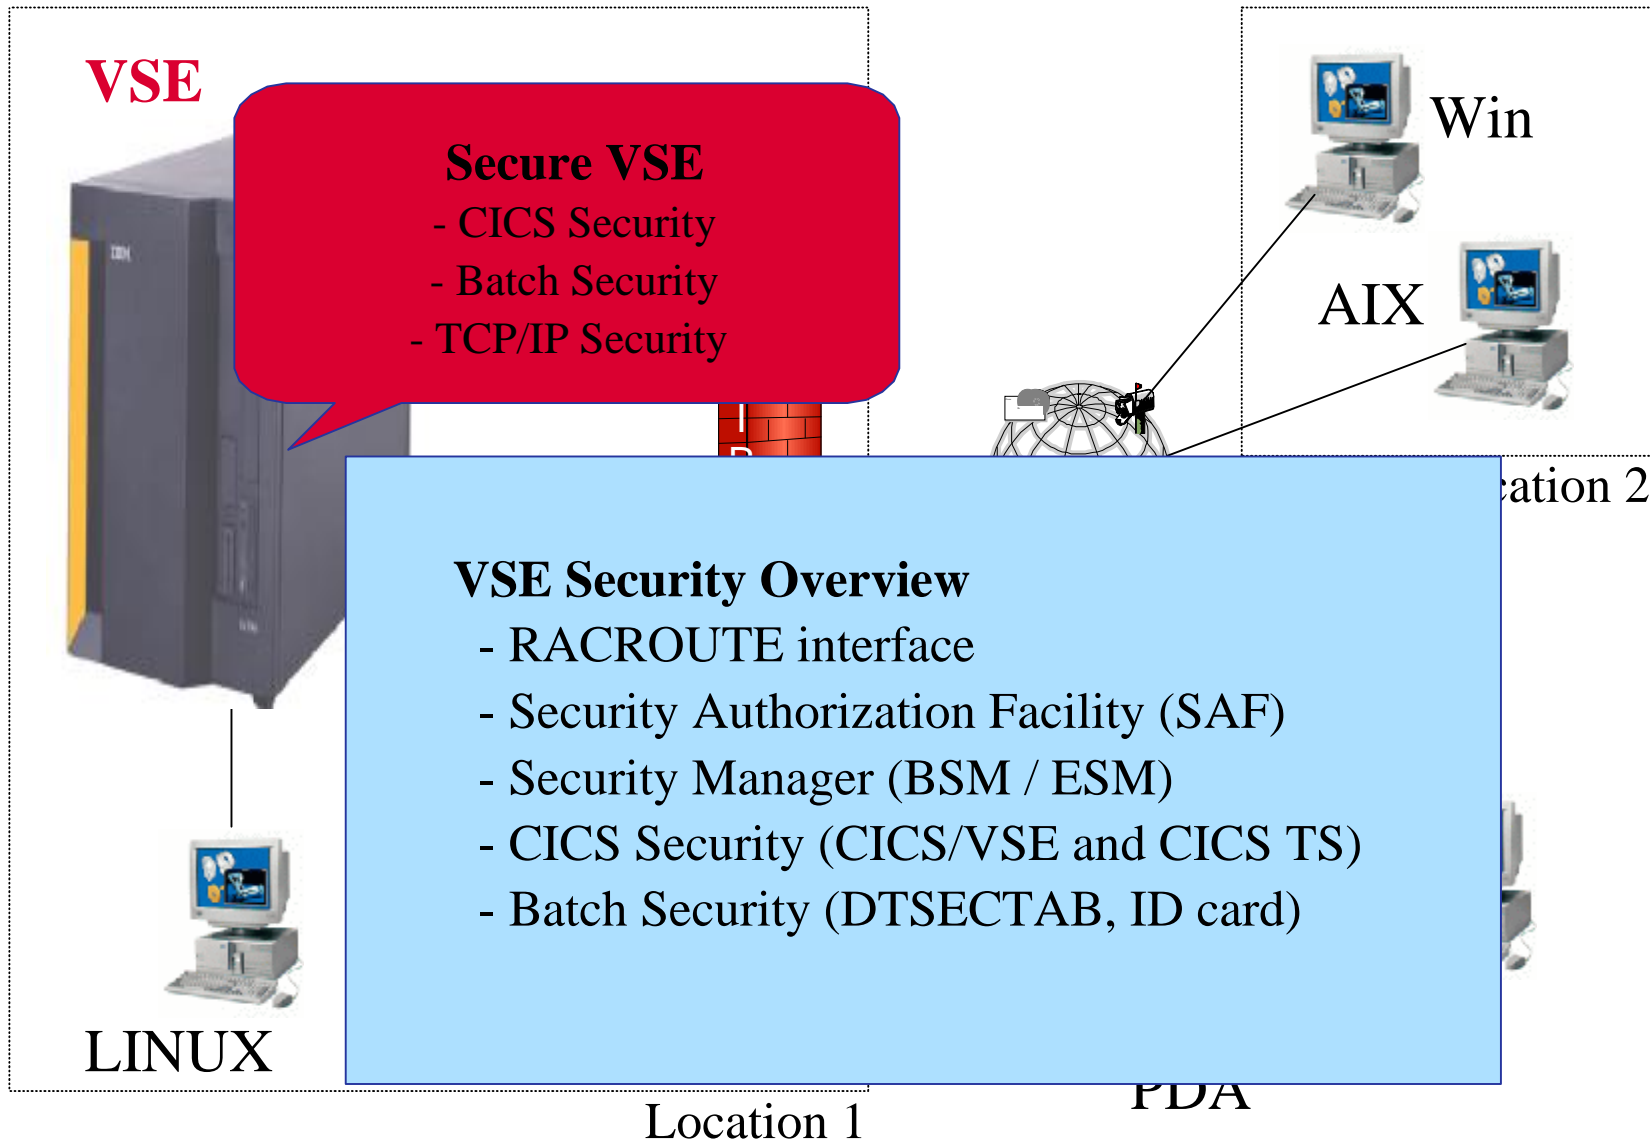 VSE
Secure VSE
- CICS Security
- Batch Security
- TCP/IP Security
Win
AIX
IBM
I
R
cation 2
VSE Security Overview
- RACROUTE interface
- Security Authorization Facility (SAF)
- Security Manager (BSM / ESM)
- CICS Security (CICS/VSE and CICS TS)
- Batch Security (DTSECTAB, ID card)
LINUX
PDA
Location 1